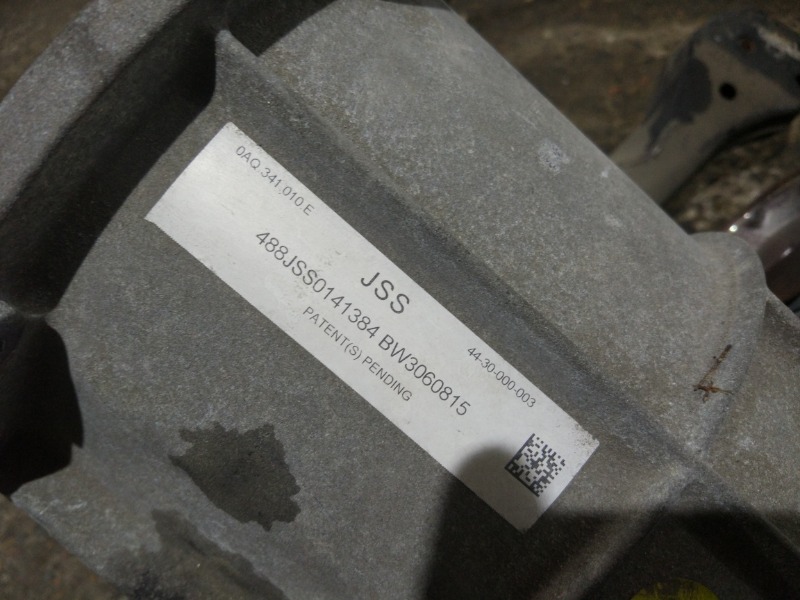 0AQ 341 010 E
JSS
44-30-000-003
488JSS0141384 BW3060815
PATENT(S) PENDING